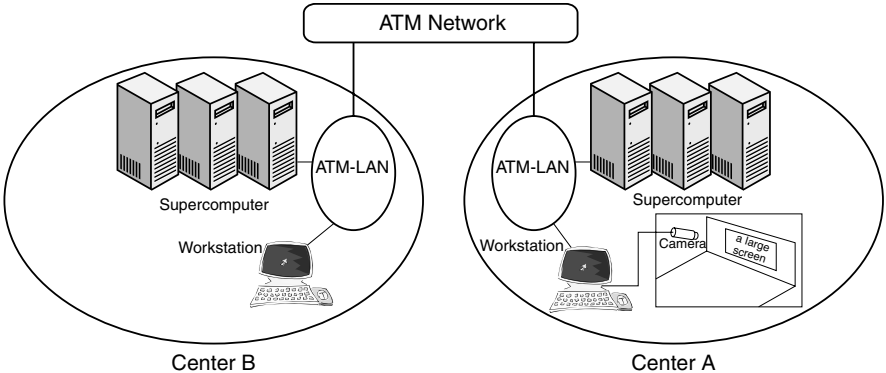 ATM Network
ATM-LAN
Supercomputer
Workstation
Center B
ATM-LAN
Supercomputer
Workstation
Camera
a large
screen
Center A